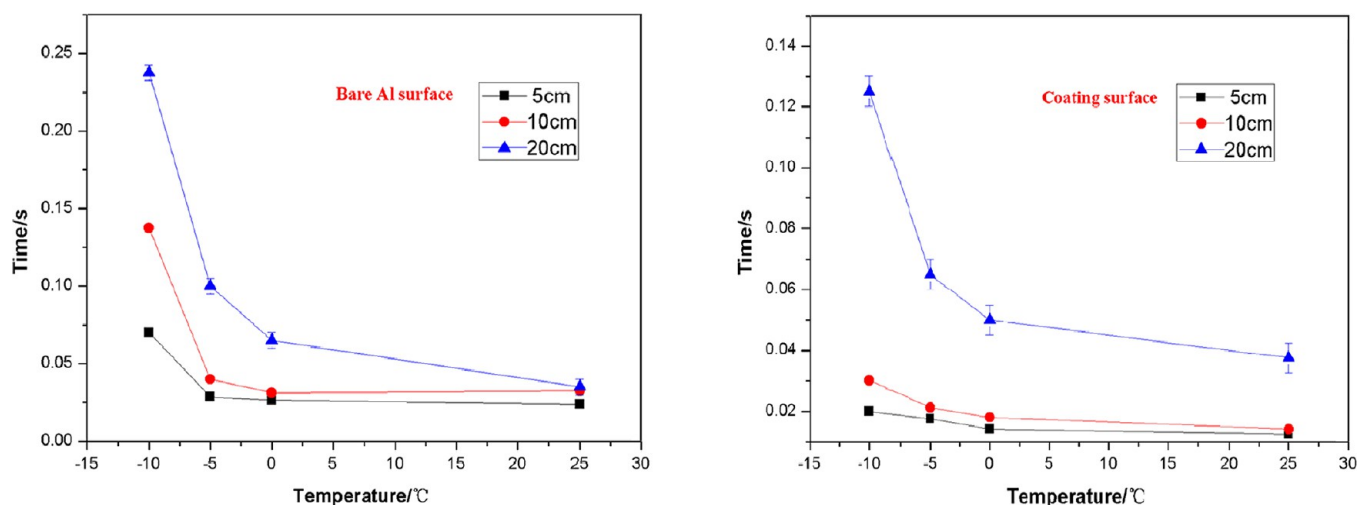 0.25
0.20
0.15
0.10
0.05
0.00
Time/s
-15
-10
-5
0
5
10
15
20
25
30
Temperature/℃
Bare Al surface
5cm
10cm
20cm
0.14
0.12
0.10
0.08
0.06
0.04
0.02
Time/s
-15
-10
-5
0
5
10
15
20
25
30
Temperature/℃
Coating surface
5cm
10cm
20cm